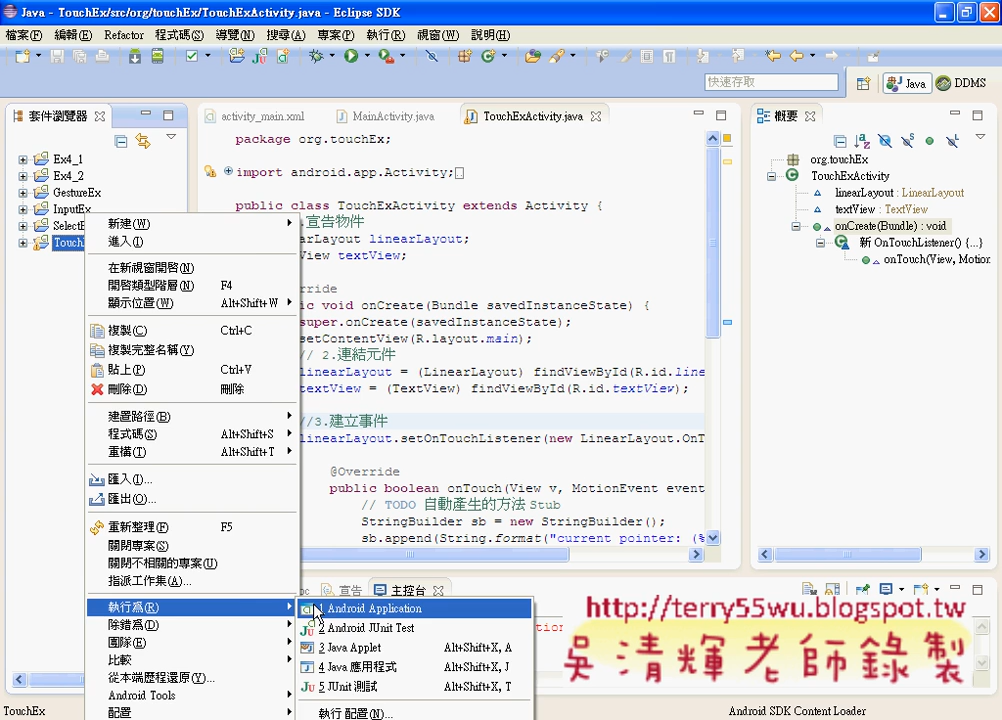 Java - TouchEx/src/org/touchEx/TouchExActivity.java - Eclipse SDK
檔案(F) 編輯(E) Refactor 程式碼(S) 導覽(N) 搜尋(A) 專案(P) 執行(R) 視窗(W) 說明(H)
快速存取 Java DDMS
套件瀏覽器
activity_main.xml MainActivity.java TouchExActivity.java
概要
Ex4_1
Ex4_2
GestureEx
InputEx
Select
Touch
新建(W)
進入(I)
在新視窗開啓(N)
開啓類型階層(N) F4
顯示位置(W) Alt+Shift+W
複製(C) Ctrl+C
複製完整名稱(Y)
貼上(P) Ctrl+V
刪除(D) 刪除
建置路徑(B)
程式碼(S) Alt+Shift+S
重構(T) Alt+Shift+T
匯入(I)...
匯出(O)...
重新整理(F) F5
關閉專案(S)
關閉不相關的專案(U)
指派工作集(A)...
執行為(R)
除錯為(D)
團隊(E)
比較
從本端歷程還原(Y)...
Android Tools
配置
1 Android Application
2 Android JUnit Test
3 Java Applet Alt+Shift+X, A
4 Java 應用程式 Alt+Shift+X, J
5 JUnit 測試 Alt+Shift+X, T
執行 配置(N)...
package org.touchEx;
import android.app.Activity;
public class TouchExActivity extends Activity {
.宣告物件
earLayout linearLayout;
View textView;
rride
ic void onCreate(Bundle savedInstanceState) {
super.onCreate(savedInstanceState);
setContentView(R.layout.main);
// 2.連結元件
linearLayout = (LinearLayout) findViewById(R.id.line
textView = (TextView) findViewById(R.id.textView);
//3.建立事件
linearLayout.setOnTouchListener(new LinearLayout.OnT
@Override
public boolean onTouch(View v, MotionEvent event
// TODO 自動產生的方法 Stub
StringBuilder sb = new StringBuilder();
sb.append(String.format("current pointer: (%
org.touchEx
TouchExActivity
linearLayout : LinearLayout
textView : TextView
onCreate(Bundle) : void
新 OnTouchListener() {...}
onTouch(View, Motion
宣告 主控台
http://terry55wu.blogspot.tw
吳清輝老師錄製
TouchEx
Android SDK Content Loader